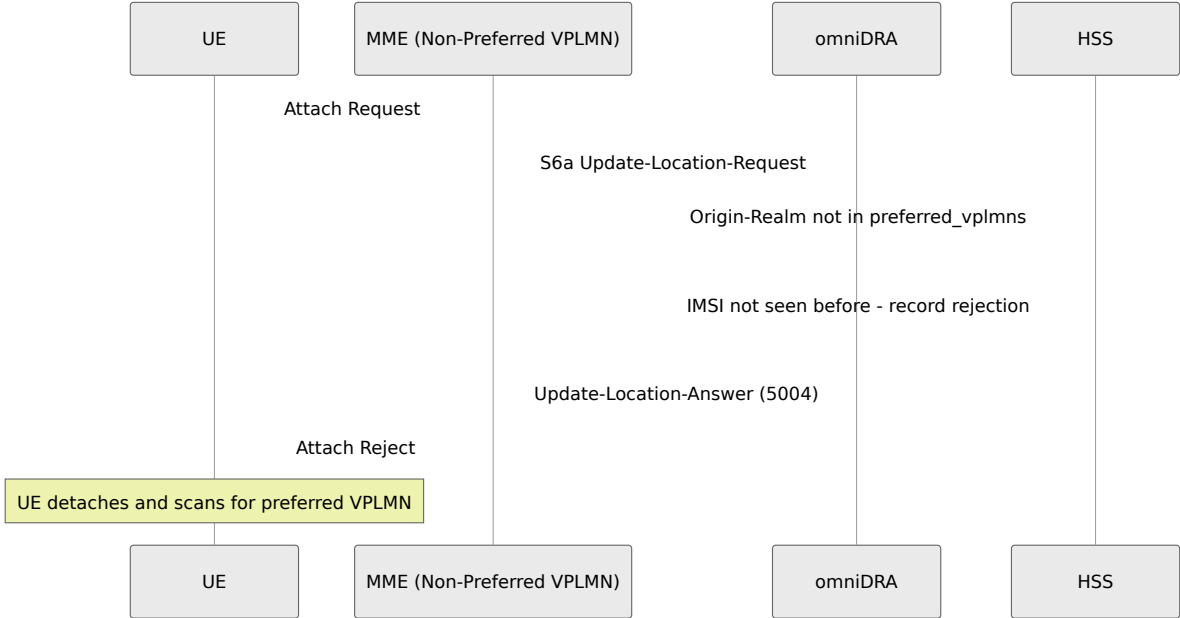 UE
MME (Non-Preferred VPLMN)
omniDRA
HSS
Attach Request
S6a Update-Location-Request
Origin-Realm not in preferred_vplmns
IMSI not seen before - record rejection
Update-Location-Answer (5004)
Attach Reject
UE detaches and scans for preferred VPLMN
UE
MME (Non-Preferred VPLMN)
omniDRA
HSS